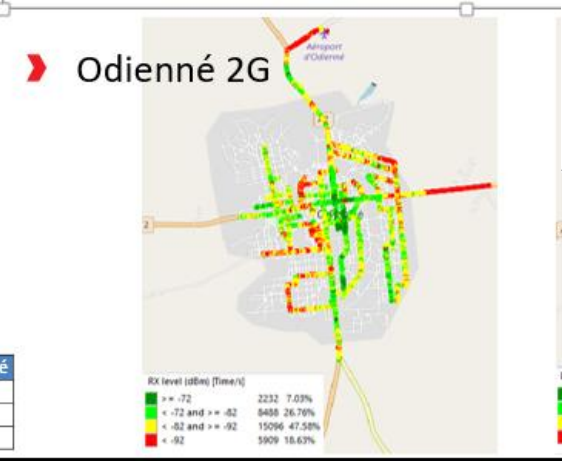 Odienné 2G
Aéroport
d'Odienné
2
é
RX level (dBm) [Time/s]
>= -72 2232 7.03%
< -72 and >= -82 8488 26.76%
< -82 and >= -92 15096 47.58%
< -92 5909 18.63%